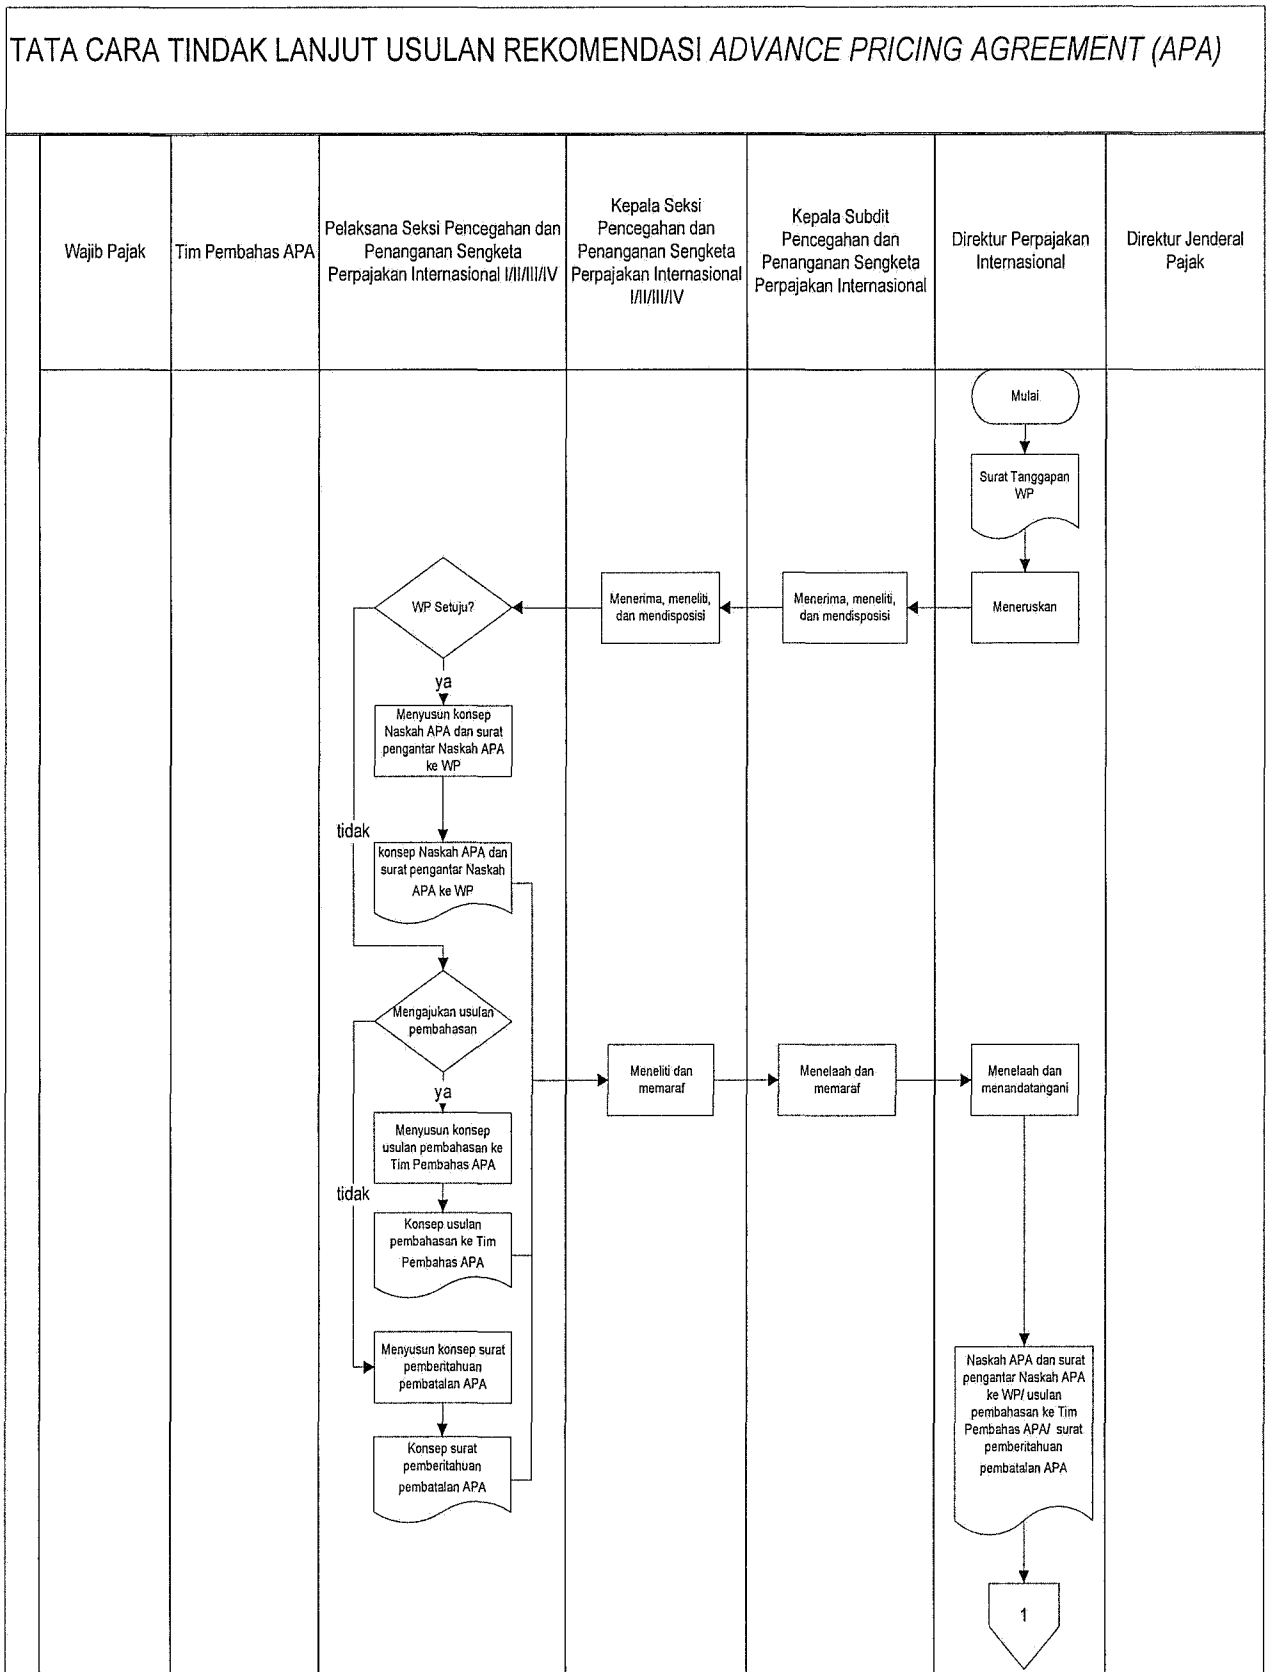 TATA CARA TINDAK LANJUT USULAN REKOMENDASI ADVANCE PRICING AGREEMENT (APA)
Wajib Pajak
Tim Pembahas APA
Pelaksana Seksi Pencegahan dan
Penanganan Sengketa
Perpajakan Internasional I/II/III/IV
Kepala Seksi
Pencegahan dan
Penanganan Sengketa
Perpajakan Internasional
I/II/III/IV
Kepala Subdit
Pencegahan dan
Penanganan Sengketa
Perpajakan Internasional
Direktur Perpajakan
Internasional
Direktur Jenderal
Pajak
Mulai
Surat Tanggapan
WP
Meneruskan
Menerima, meneliti,
dan mendisposisi
Menerima, meneliti,
dan mendisposisi
WP Setuju?
ya
Menyusun konsep
Naskah APA dan surat
pengantar Naskah APA
ke WP
tidak
konsep Naskah APA dan
surat pengantar Naskah
APA ke WP
Mengajukan usulan
pembahasan
ya
Menyusun konsep
usulan pembahasan ke
Tim Pembahas APA
tidak
Konsep usulan
pembahasan ke Tim
Pembahas APA
Menyusun konsep surat
pemberitahuan
pembatalan APA
Konsep surat
pemberitahuan
pembatalan APA
Meneliti dan
memaraf
Menelaah dan
memaraf
Menelaah dan
menandatangani
Naskah APA dan surat
pengantar Naskah APA
ke WP/ usulan
pembahasan ke Tim
Pembahas APA/ surat
pemberitahuan
pembatalan APA
1